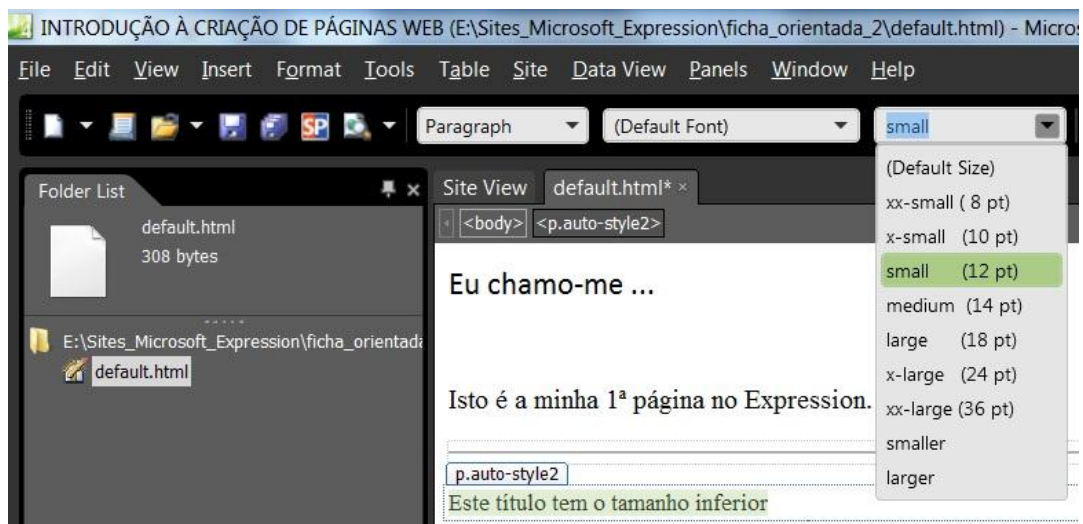 INTRODUÇÃO À CRIAÇÃO DE PÁGINAS WEB (E:\Sites_Microsoft_Expression\ficha_orientada_2\default.html) - Micros
File Edit View Insert Format Tools Table Site Data View Panels Window Help
SP Paragraph (Default Font) small
Folder List
default.html
308 bytes
E:\Sites_Microsoft_Expression\ficha_orientada
default.html
Site View default.html* ×
<body> <p.auto-style2>
Eu chamo-me ...
Isto é a minha 1ª página no Expression.
p.auto-style2
Este título tem o tamanho inferior
(Default Size)
xx-small ( 8 pt)
x-small (10 pt)
small (12 pt)
medium (14 pt)
large (18 pt)
x-large (24 pt)
xx-large (36 pt)
smaller
larger